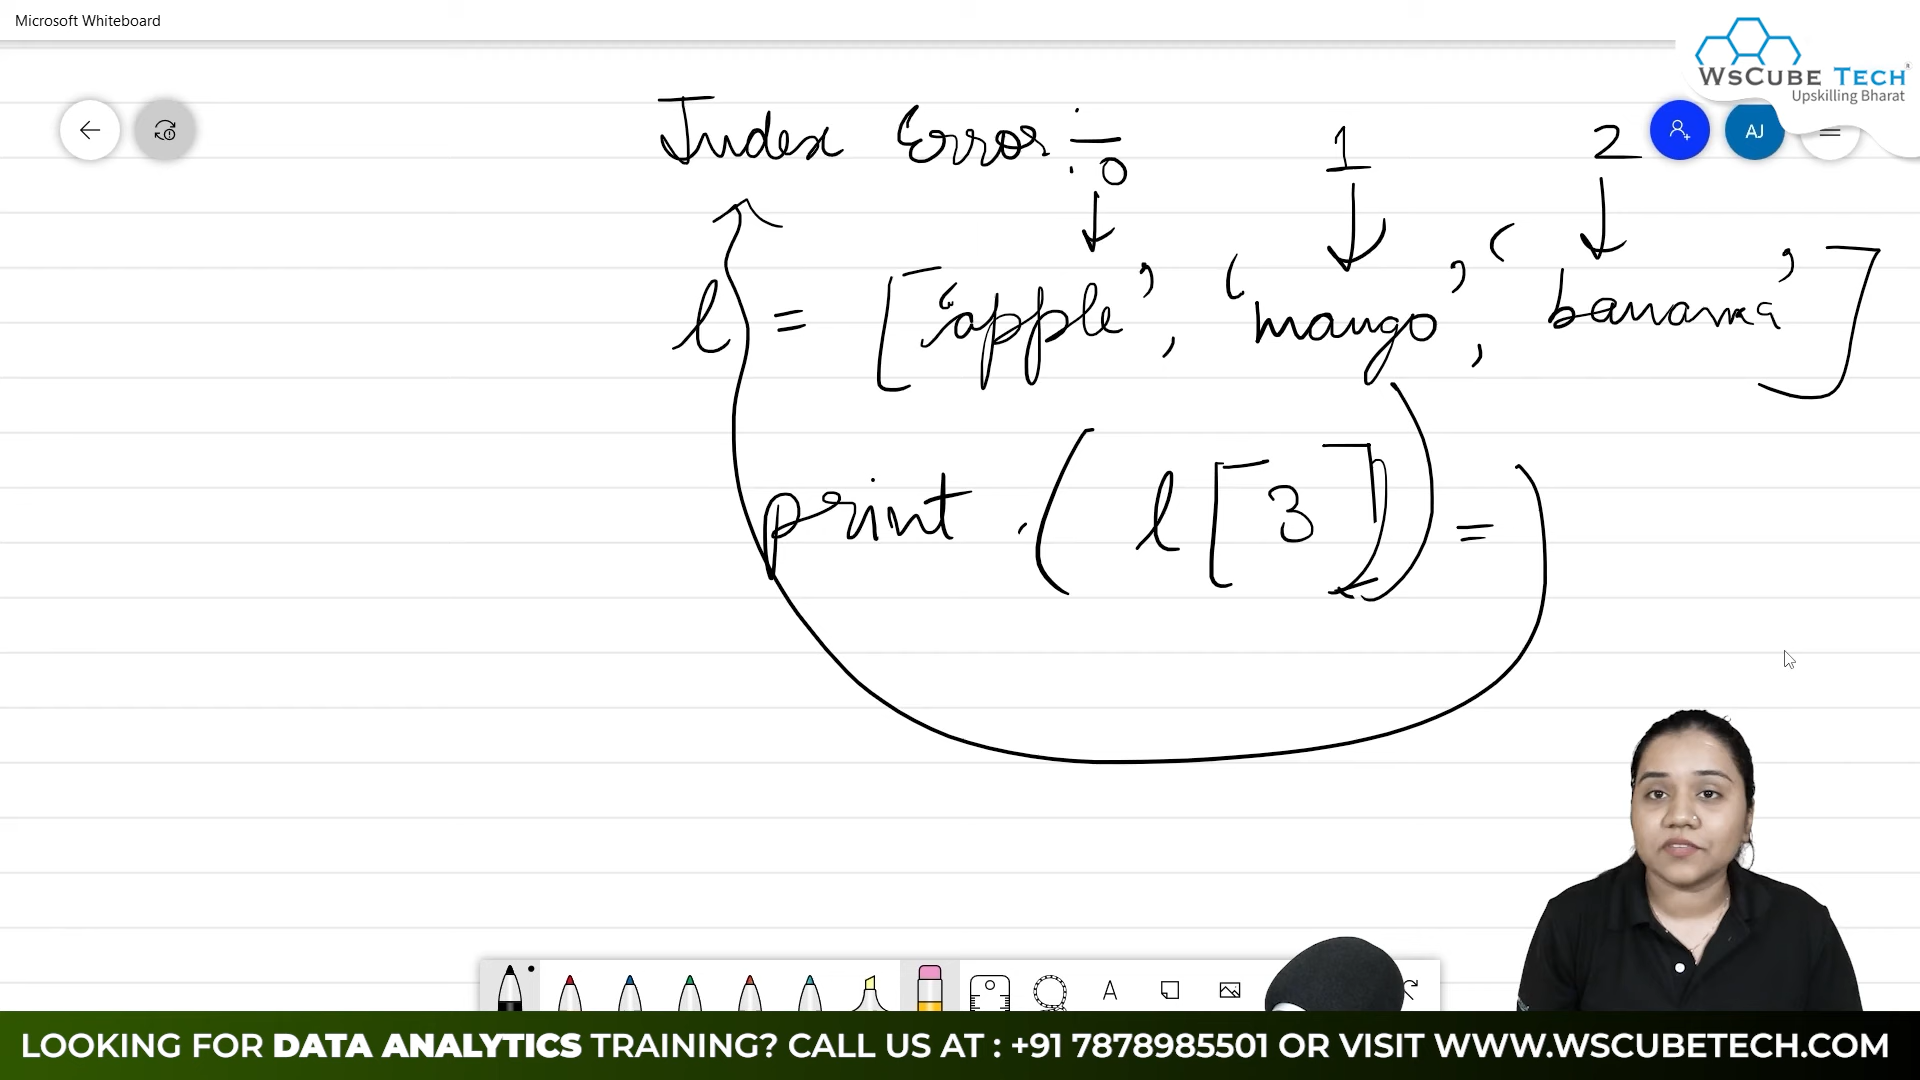 Microsoft Whiteboard
WsCube Tech
Upskilling Bharat
AJ
Index Error :-
0 1 2
l = ['apple', 'mango', 'banana']
print (l[3]) =
A
LOOKING FOR DATA ANALYTICS TRAINING? CALL US AT : +91 7878985501 OR VISIT WWW.WSCUBETECH.COM